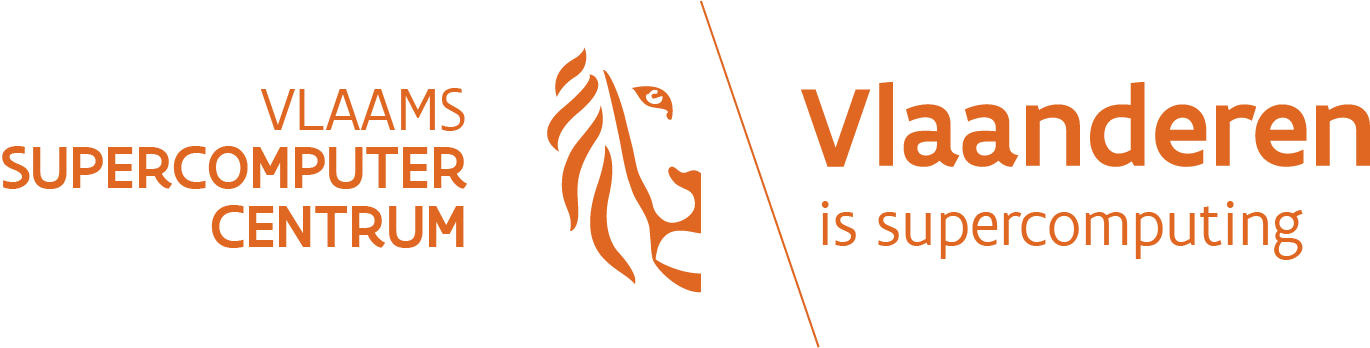 VLAAMS
SUPERCOMPUTER
CENTRUM
Vlaanderen
is supercomputing